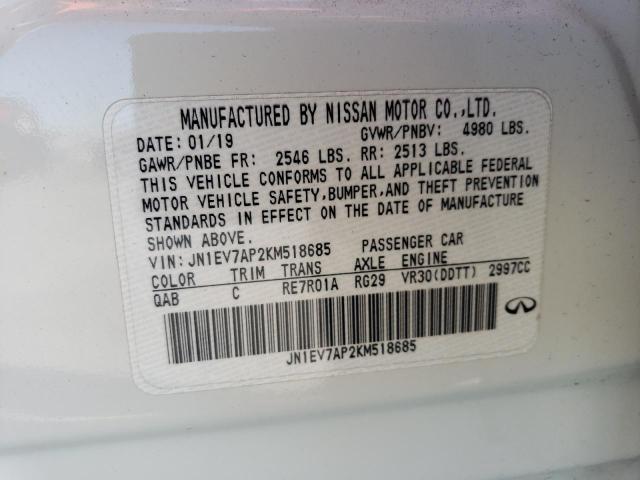 MANUFACTURED BY NISSAN MOTOR CO.,LTD.
DATE: 01/19 GVWR/PNBV: 4980 LBS.
GAWR/PNBE FR: 2546 LBS. RR: 2513 LBS.
THIS VEHICLE CONFORMS TO ALL APPLICABLE FEDERAL
MOTOR VEHICLE SAFETY,BUMPER,AND THEFT PREVENTION
STANDARDS IN EFFECT ON THE DATE OF MANUFACTURE
SHOWN ABOVE.
VIN:JN1EV7AP2KM518685 PASSENGER CAR
COLOR TRIM TRANS AXLE ENGINE
QAB C RE7R01A RG29 VR30(DDTT) 2997CC
JN1EV7AP2KM518685